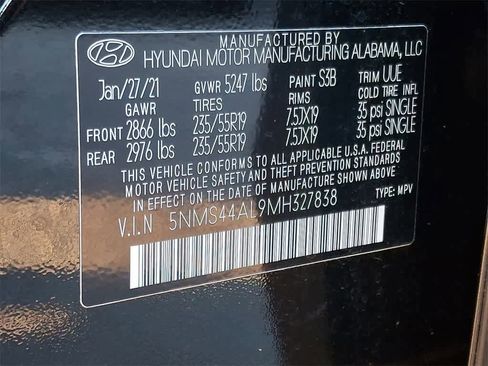 MANUFACTURED BY
HYUNDAI MOTOR MANUFACTURING ALABAMA, LLC
Jan/27/21 GVWR 5247 lbs PAINT S3B TRIM UUE
GAWR TIRES RIMS COLD TIRE INFL
FRONT 2866 lbs 235/55R19 7.5JX19 35 psi SINGLE
REAR 2976 lbs 235/55R19 7.5JX19 35 psi SINGLE
THIS VEHICLE CONFORMS TO ALL APPLICABLE U.S.A. FEDERAL
MOTOR VEHICLE SAFETY AND THEFT PREVENTION STANDARDS
IN EFFECT ON THE DATE OF MANUFACTURE SHOWN ABOVE.
V.I.N 5NMS44AL9MH327838 TYPE: MPV